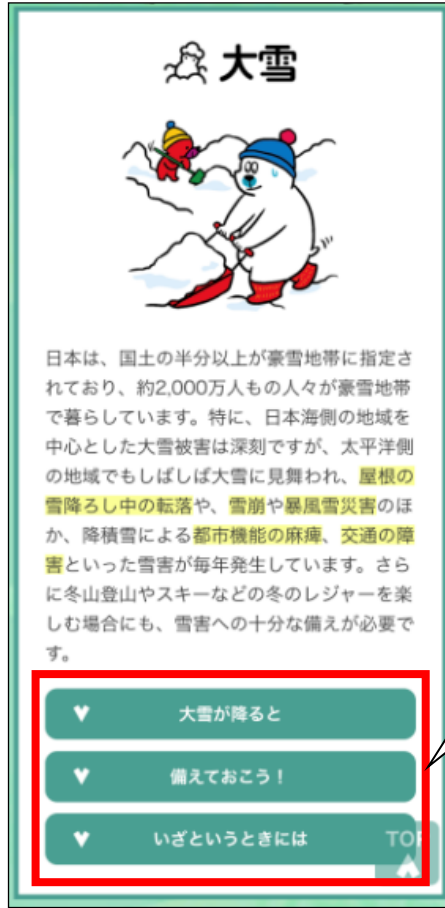 大雪
日本は、国土の半分以上が豪雪地帯に指定さ
れており、約2,000万人もの人々が豪雪地帯
で暮らしています。特に、日本海側の地域を
中心とした大雪被害は深刻ですが、太平洋側
の地域でもしばしば大雪に見舞われ、屋根の
雪降ろし中の転落や、雪崩や暴風雪災害のほ
か、降積雪による都市機能の麻痺、交通の障
害といった雪害が毎年発生しています。さら
に冬山登山やスキーなどの冬のレジャーを楽
しむ場合にも、雪害への十分な備えが必要で
す。
♥ 大雪が降ると
♥ 備えておこう！
♥ いざというときには
TOP